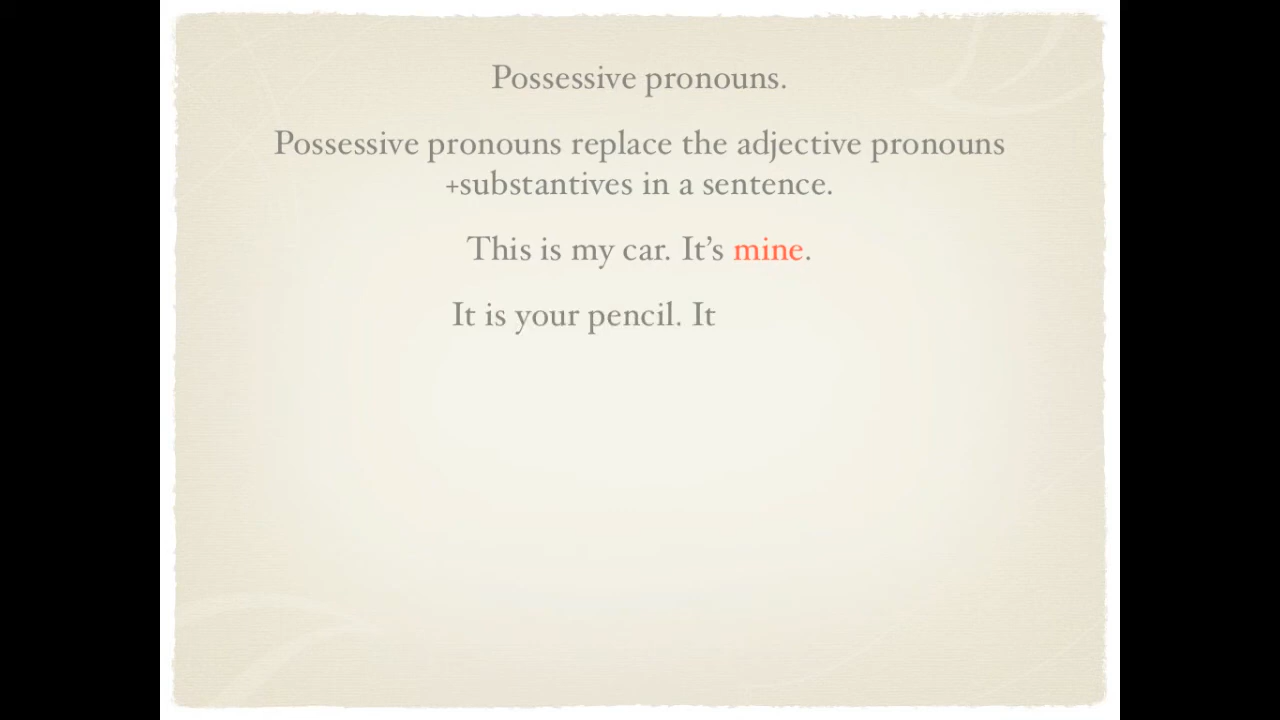 Possessive pronouns.
Possessive pronouns replace the adjective pronouns
+substantives in a sentence.
This is my car. It’s mine.
It is your pencil. It